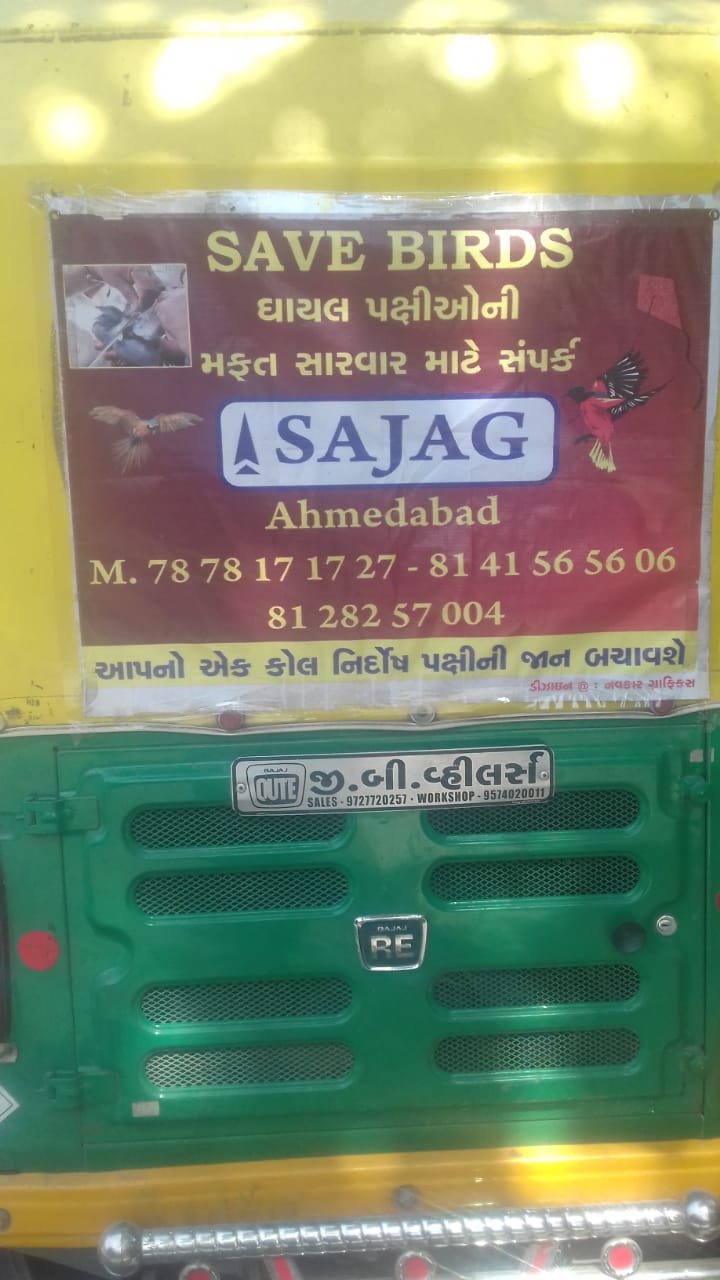 SAVE BIRDS
ઘાયલ પક્ષીઓની
મફત સારવાર માટે સંપર્ક
SAJAG
Ahmedabad
M. 78 78 17 17 27 - 81 41 56 56 06
81 282 57 004
આપનો એક કોલ નિર્દોષ પક્ષીની જાન બચાવશે
ડીઝાઇન @ : નવકાર ગ્રાફિકસ
BAJAJ
QUTE
જી.બી.વ્હીલર્સ
SALES - 9727720257 • WORKSHOP - 9574020011
BAJAJ
RE